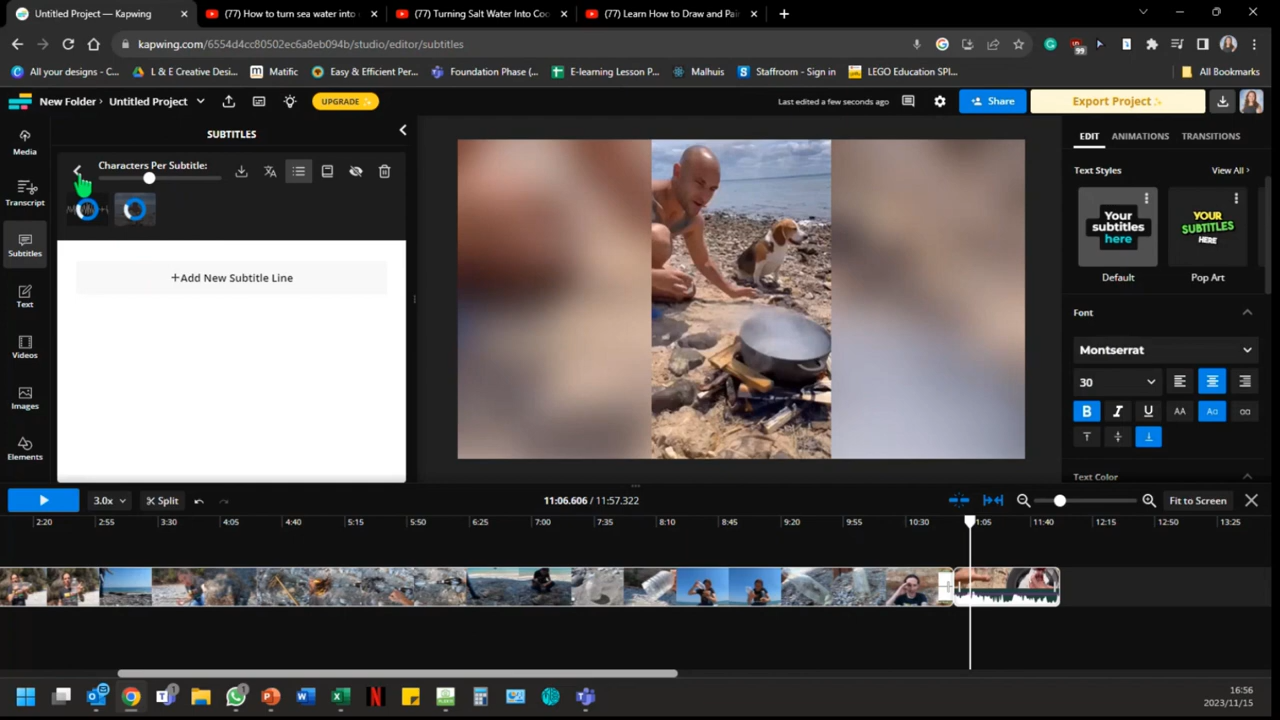 Untitled Project — Kapwing
(77) How to turn sea water into
(77) Turning Salt Water Into Coo
(77) Learn How to Draw and Pai
kapwing.com/6554d4cc80502ec6a8eb094b/studio/editor/subtitles
99
All your designs - C...
L & E Creative Desi...
Matific
Easy & Efficient Per...
Foundation Phase (...
E-learning Lesson P...
Malhuis
Staffroom - Sign in
LEGO Education SPI...
All Bookmarks
New Folder › Untitled Project
UPGRADE
Last edited a few seconds ago
Share
Export Project
Media
Transcript
Subtitles
Text
Videos
Images
Elements
SUBTITLES
Characters Per Subtitle:
+Add New Subtitle Line
EDIT
ANIMATIONS
TRANSITIONS
Text Styles
View All ›
Your subtitles here
YOUR SUBTITLES HERE
Default
Pop Art
Font
Montserrat
30
B I U AA Aa aa
Text Color
3.0x
Split
11:06.606 / 11:57.322
Fit to Screen
2:20 2:55 3:30 4:05 4:40 5:15 5:50 6:25 7:00 7:35 8:10 8:45 9:20 9:55 10:30 1:05 11:40 12:15 12:50 13:25
16:56
2023/11/15